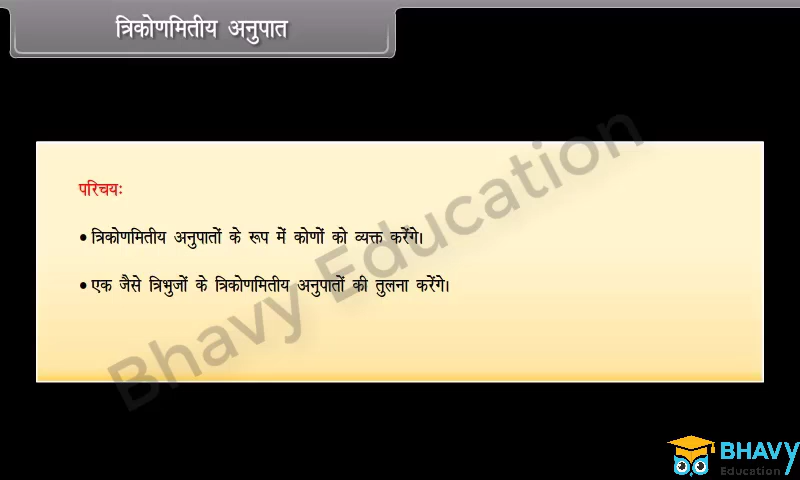 त्रिकोणमितीय अनुपात
परिचयः
• त्रिकोणमितीय अनुपातों के रूप में कोणों को व्यक्त करेंगे।
• एक जैसे त्रिभुजों के त्रिकोणमितीय अनुपातों की तुलना करेंगे।
Bhavy Education
BHAVY
Education